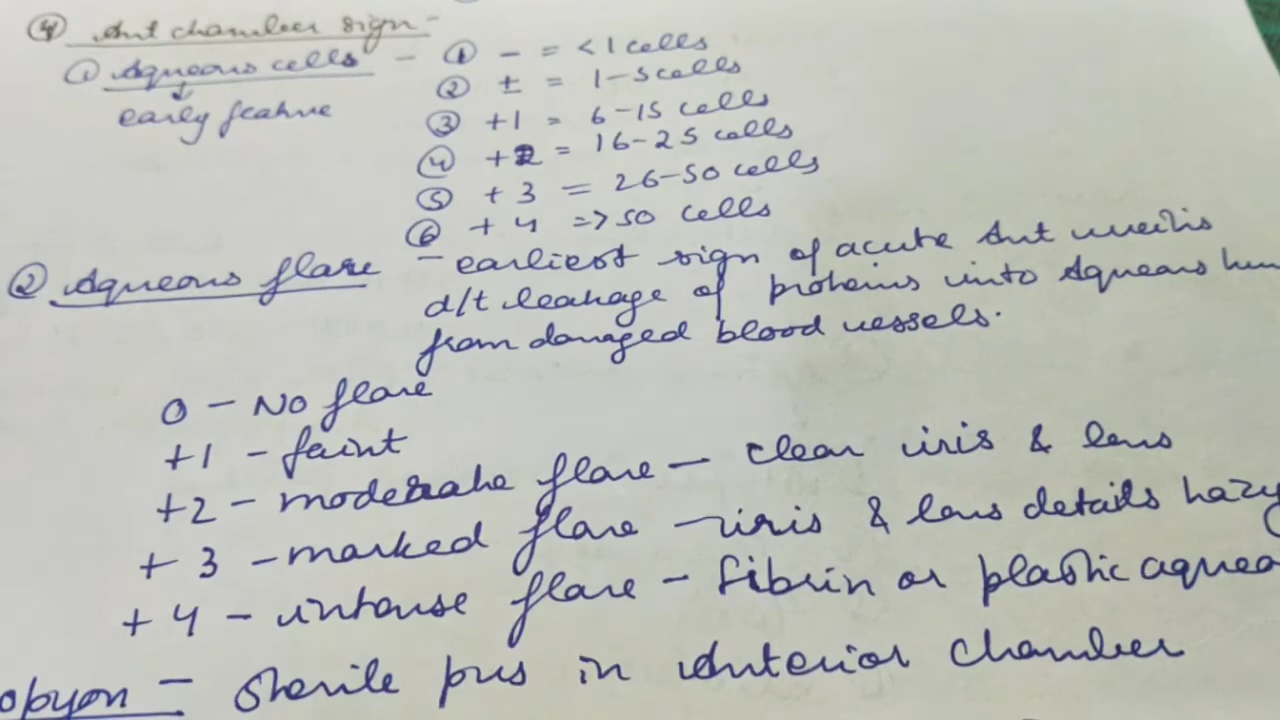 ④ Ant chamber sign -
① Aqueous cells - ① - = < 1 cells
early feature
② ± = 1-5 cells
③ +1 = 6-15 cells
④ +2 = 16-25 cells
⑤ +3 = 26-50 cells
⑥ +4 => 50 cells
② Aqueous flare - earliest sign of acute Ant uveitis
d/t leakage of proteins into Aqueous hum
from damaged blood vessels.
0 - No flare
+1 - faint
+2 - moderate flare - clear iris & lens
+3 - marked flare - iris & lens details hazy
+4 - intense flare - fibrin or plastic aqueo
opyon - Sterile pus in Anterior chamber